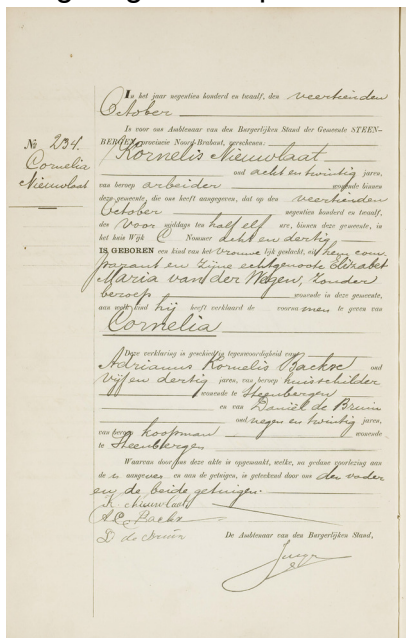 In het jaar negentien honderd en twaalf, den veertienden
October
is voor ons Ambtenaar van den Burgerlijken Stand der Gemeente STEEN-
BERGEN, provincie Noord-Brabant, verschenen:
Kornelis Nieuwlaat
No 234.
Cornelia
Nieuwlaat
oud acht en twintig jaren,
van beroep arbeider wonende binnen
deze gemeente, die ons heeft aangegeven, dat op den veertienden
October negentien honderd en twaalf,
des voor middags ten half elf ure, binnen deze gemeente, in
het huis Wijk C Nommer acht en dertig
IS GEBOREN een kind van het vrouwelijk geslacht, uit hem com-
parant en zijne echtgenoote Elizabet
Maria van der Wegen, zonder
beroep wonende in deze gemeente,
aan welk kind hij heeft verklaard de voornamen te geven van
Cornelia
Deze verklaring is geschied in tegenwoordigheid van
Adrianus Kornelis Backx oud
vijf en dertig jaren, van beroep huisschilder
wonende te Steenbergen
en van Daniël de Bruin
oud negen en twintig jaren,
van beroep koopman wonende
te Steenbergen
Waarvan door ons deze akte is opgemaakt, welke, na gedane voorlezing aan
de n aangever en aan de getuigen, is geteekend door ons den vader
en de beide getuigen.
K Nieuwlaat
A.C. Backx
D de Bruin
De Ambtenaar van den Burgerlijken Stand,